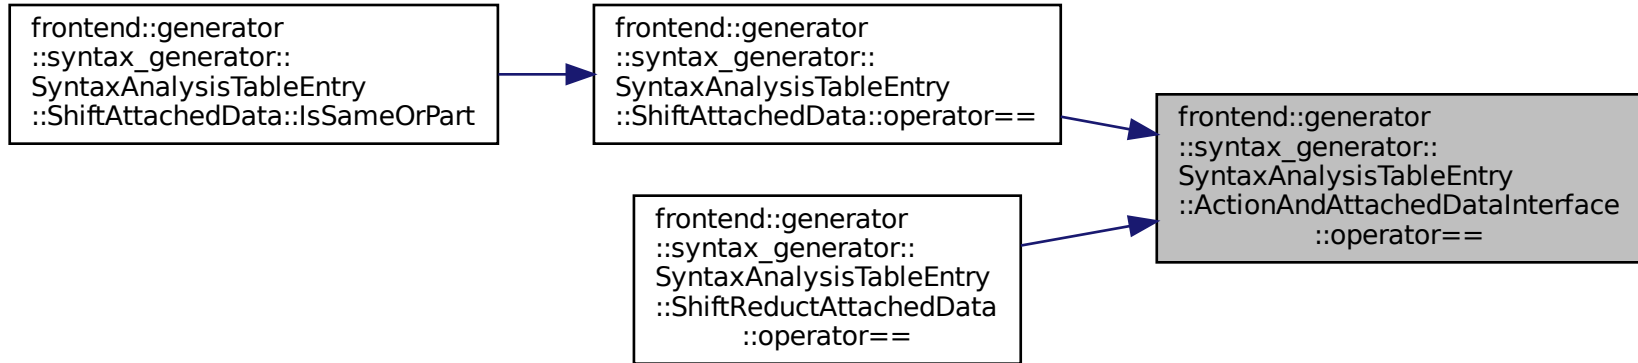 frontend::generator
::syntax_generator::
SyntaxAnalysisTableEntry
::ShiftAttachedData::IsSameOrPart
frontend::generator
::syntax_generator::
SyntaxAnalysisTableEntry
::ShiftAttachedData::operator==
frontend::generator
::syntax_generator::
SyntaxAnalysisTableEntry
::ShiftReductAttachedData
::operator==
frontend::generator
::syntax_generator::
SyntaxAnalysisTableEntry
::ActionAndAttachedDataInterface
::operator==